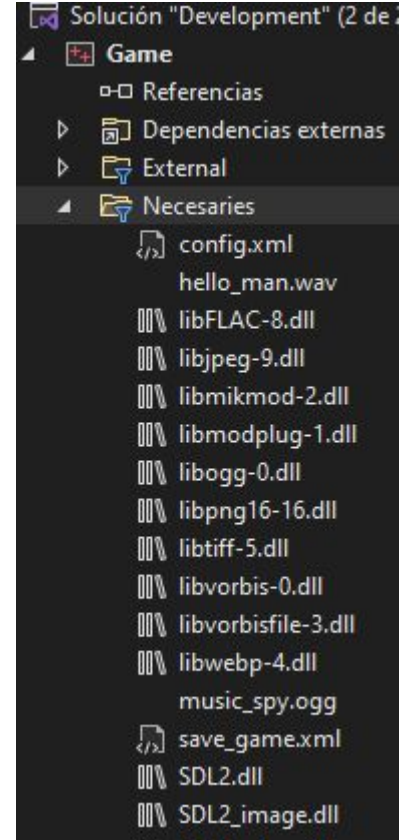 Solución "Development" (2 de
Game
Referencias
Dependencias externas
External
Necesaries
config.xml
hello_man.wav
libFLAC-8.dll
libjpeg-9.dll
libmikmod-2.dll
libmodplug-1.dll
libogg-0.dll
libpng16-16.dll
libtiff-5.dll
libvorbis-0.dll
libvorbisfile-3.dll
libwebp-4.dll
music_spy.ogg
save_game.xml
SDL2.dll
SDL2_image.dll